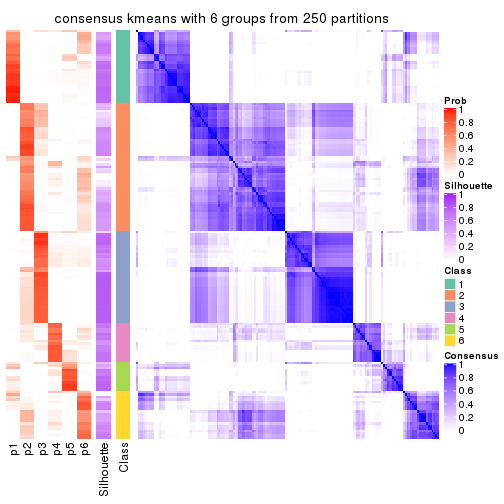 consensus kmeans with 6 groups from 250 partitions
Prob
1
0.8
0.6
0.4
0.2
0
Silhouette
1
0.8
0.6
0.4
0.2
0
Class
1
2
3
4
5
6
Consensus
1
0.8
0.6
0.4
0.2
0
p1
p2
p3
p4
p5
p6
Silhouette
Class